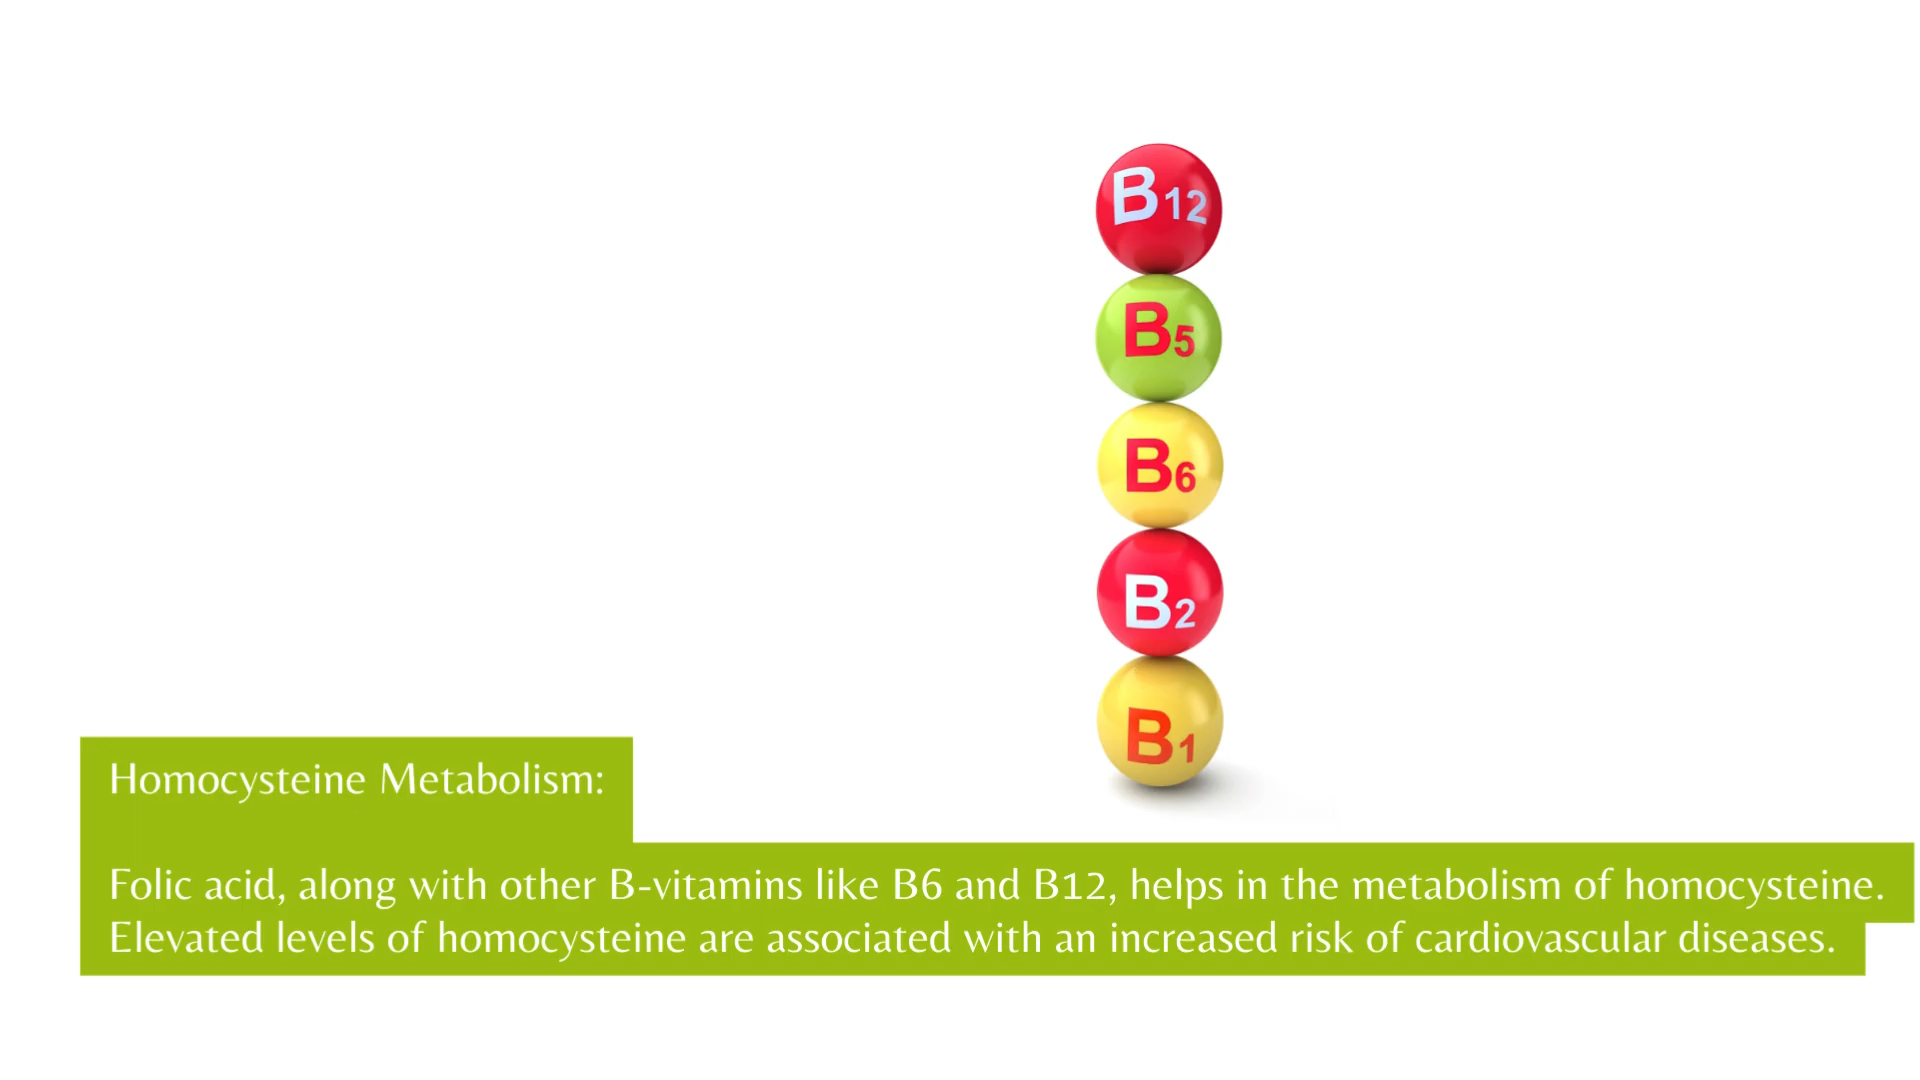 B12
B5
B6
B2
B1
Homocysteine Metabolism:
Folic acid, along with other B-vitamins like B6 and B12, helps in the metabolism of homocysteine.
Elevated levels of homocysteine are associated with an increased risk of cardiovascular diseases.